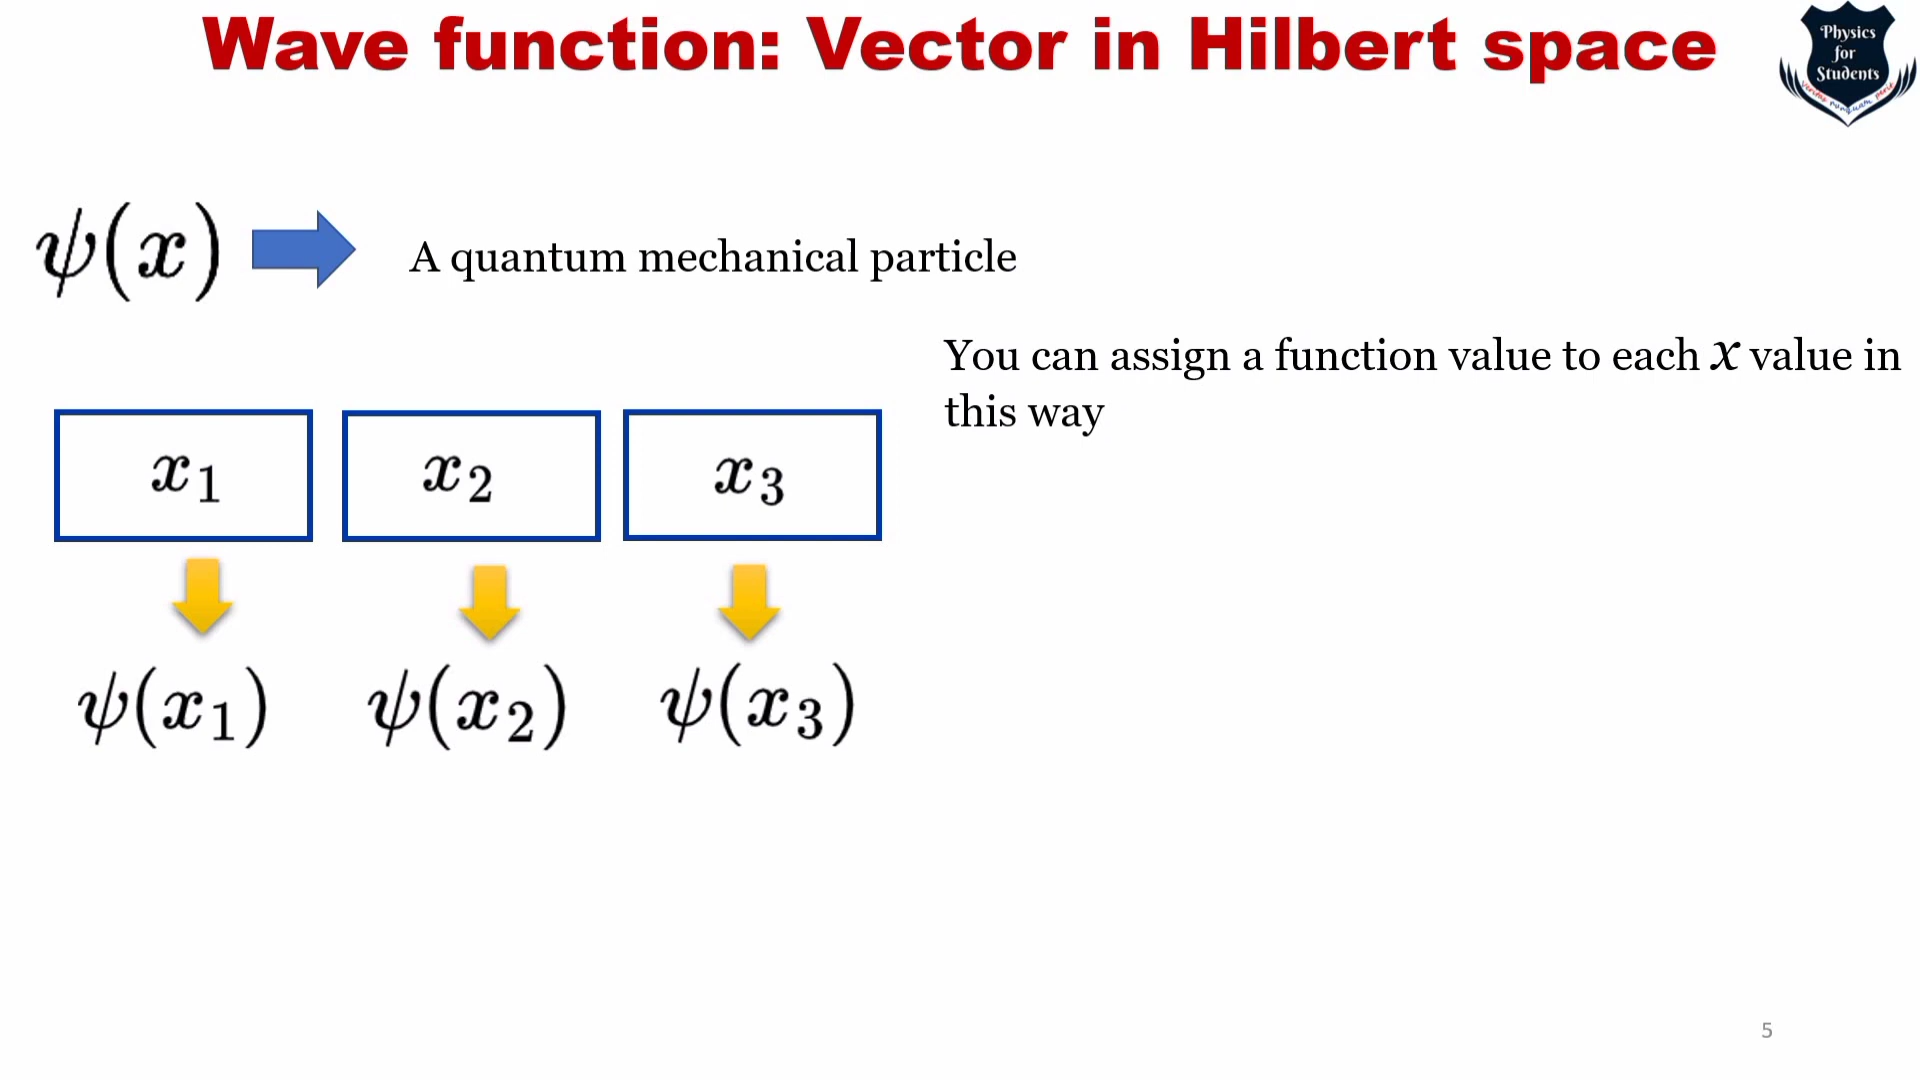 Wave function: Vector in Hilbert space
Physics
for
Students
ψ(x)
A quantum mechanical particle
You can assign a function value to each x value in
this way
x₁ x₂ x₃
ψ(x₁) ψ(x₂) ψ(x₃)
5